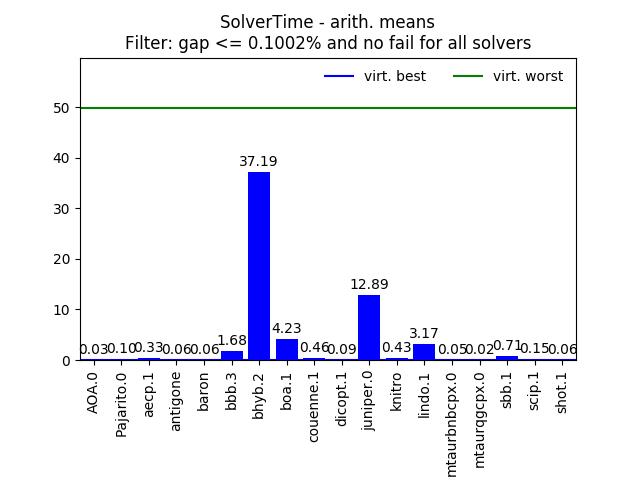 SolverTime - arith. means
Filter: gap <= 0.1002% and no fail for all solvers
virt. best
virt. worst
50
40
30
20
10
0
0.03
0.10
0.33
0.06
0.06
1.68
37.19
4.23
0.46
0.09
12.89
0.43
3.17
0.05
0.02
0.71
0.15
0.06
AOA.0
Pajarito.0
aecp.1
antigone
baron
bbb.3
bhyb.2
boa.1
couenne.1
dicopt.1
juniper.0
knitro
lindo.1
mtaurbnbcpx.0
mtaurqgcpx.0
sbb.1
scip.1
shot.1